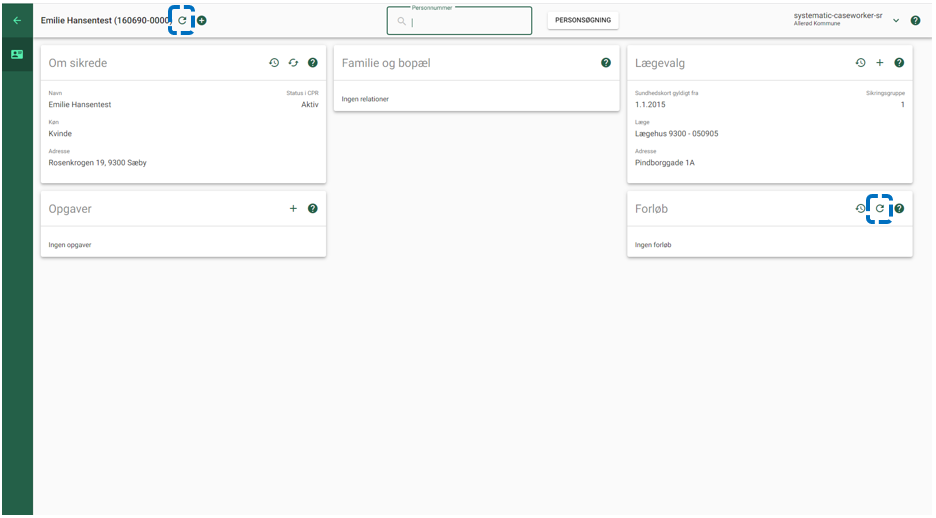 Emilie Hansentest (160690-0000)
Personnummer
PERSONSØGNING
systematic-caseworker-sr
Allerød Kommune
Om sikrede
Navn
Status i CPR
Emilie Hansentest
Aktiv
Køn
Kvinde
Adresse
Rosenkrogen 19, 9300 Sæby
Familie og bopæl
Ingen relationer
Lægevalg
Sundhedskort gyldigt fra
Sikringsgruppe
1.1.2015
1
Læge
Lægehus 9300 - 050905
Adresse
Pindborggade 1A
Opgaver
Ingen opgaver
Forløb
Ingen forløb